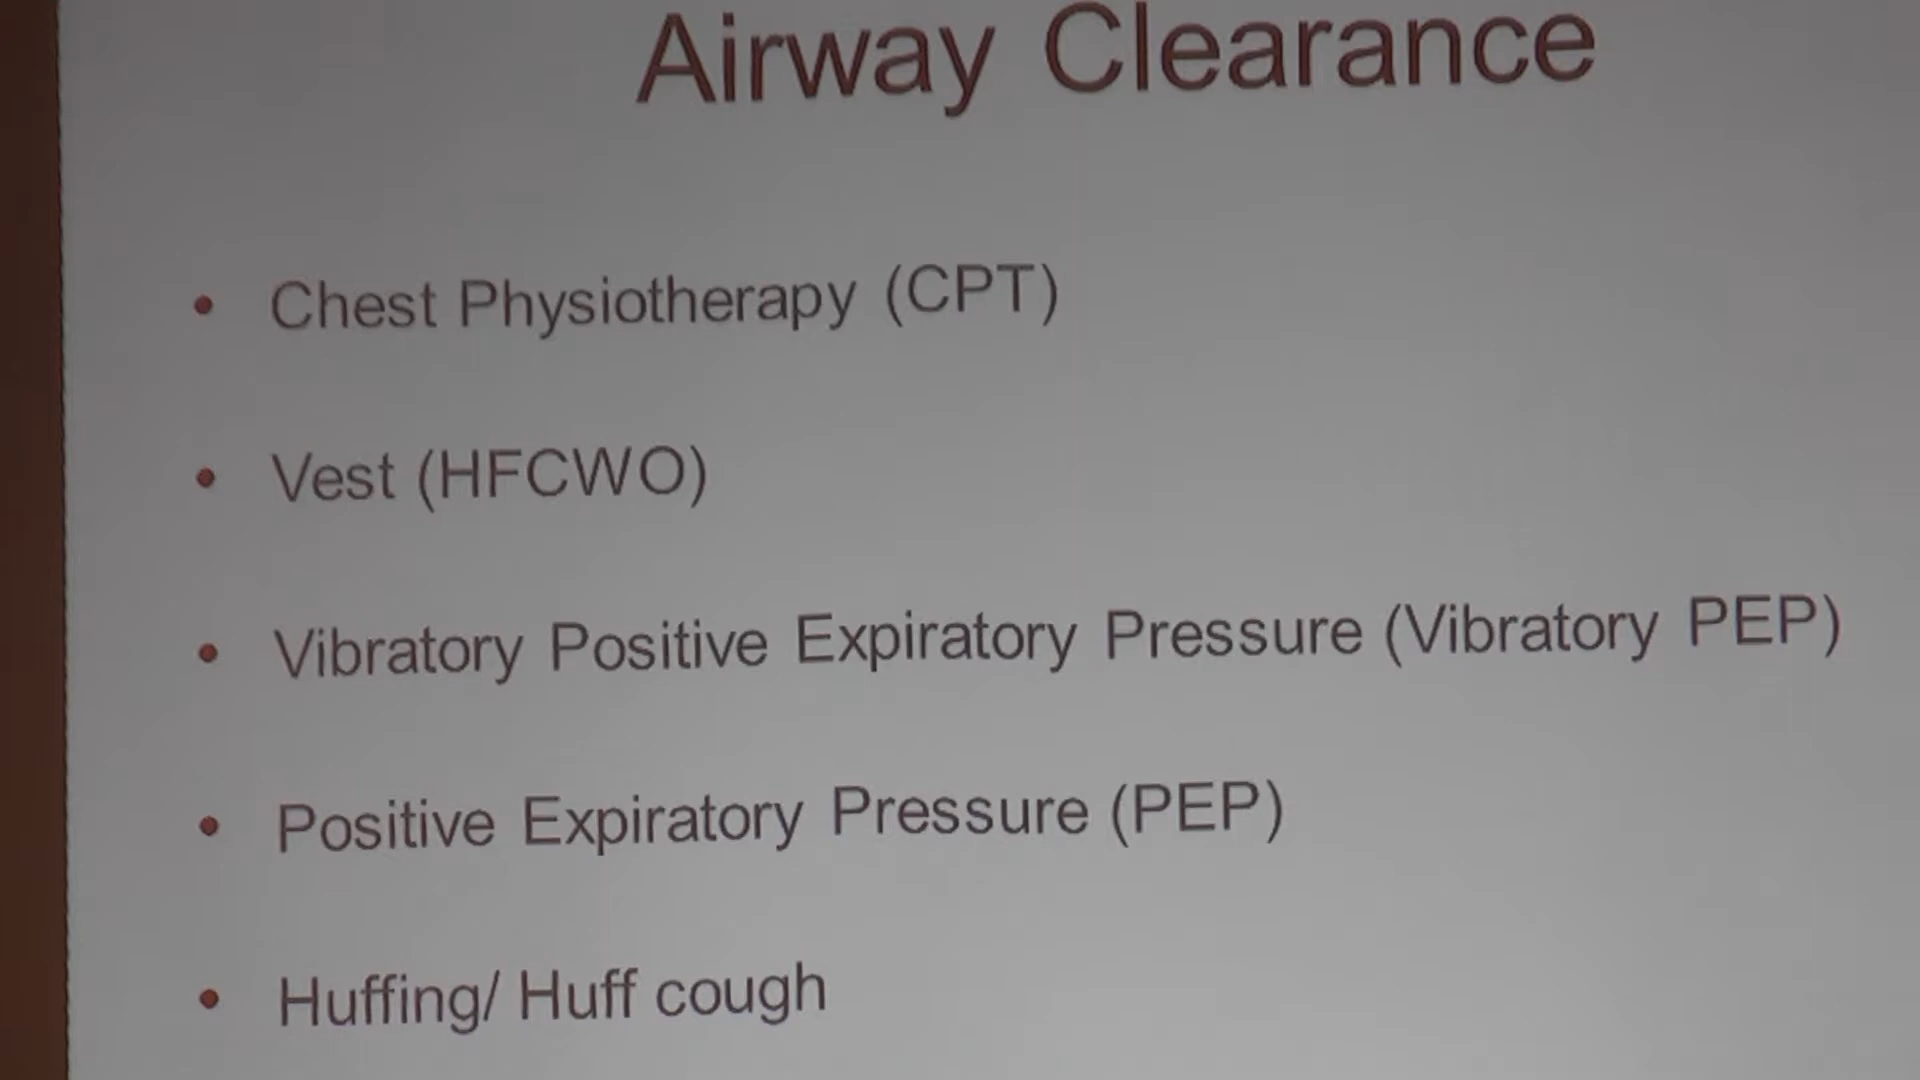 Airway Clearance
• Chest Physiotherapy (CPT)
• Vest (HFCWO)
• Vibratory Positive Expiratory Pressure (Vibratory PEP)
• Positive Expiratory Pressure (PEP)
• Huffing/ Huff cough